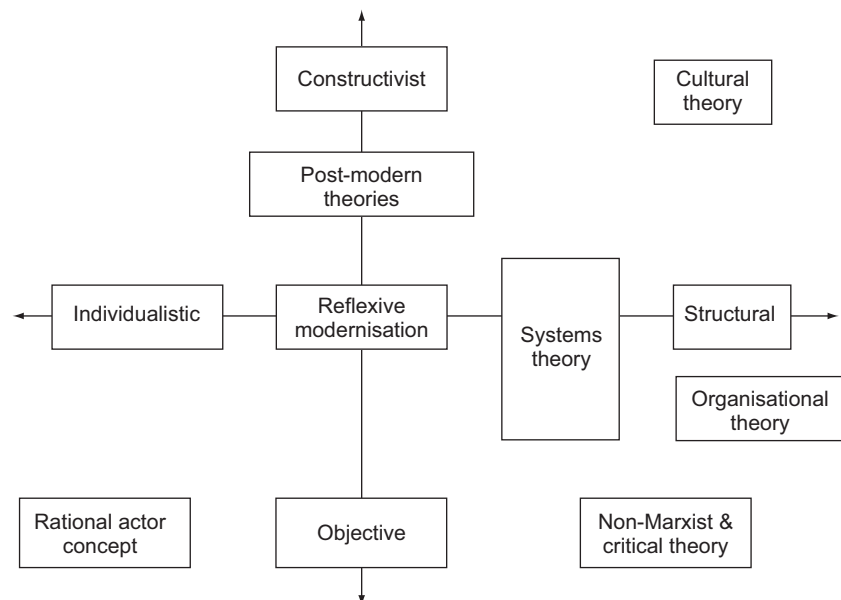 Constructivist
Cultural
theory
Post-modern
theories
Individualistic
Reflexive
modernisation
Systems
theory
Structural
Organisational
theory
Rational actor
concept
Objective
Non-Marxist &
critical theory